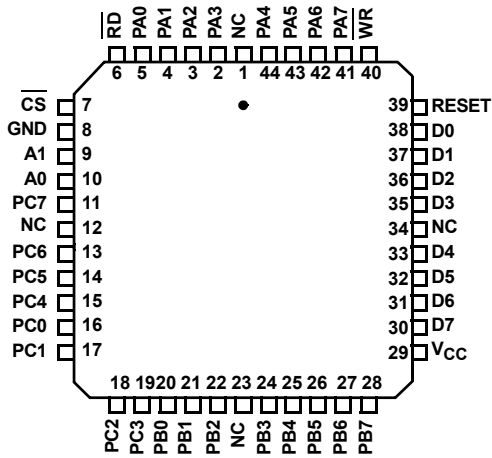 RD PA0 PA1 PA2 PA3 NC PA4 PA5 PA6 PA7 WR
6 5 4 3 2 1 44 43 42 41 40
CS 7 39 RESET
GND 8 38 D0
A1 9 37 D1
A0 10 36 D2
PC7 11 35 D3
NC 12 34 NC
PC6 13 33 D4
PC5 14 32 D5
PC4 15 31 D6
PC0 16 30 D7
PC1 17 29 VCC
18 19 20 21 22 23 24 25 26 27 28
PC2 PC3 PB0 PB1 PB2 NC PB3 PB4 PB5 PB6 PB7